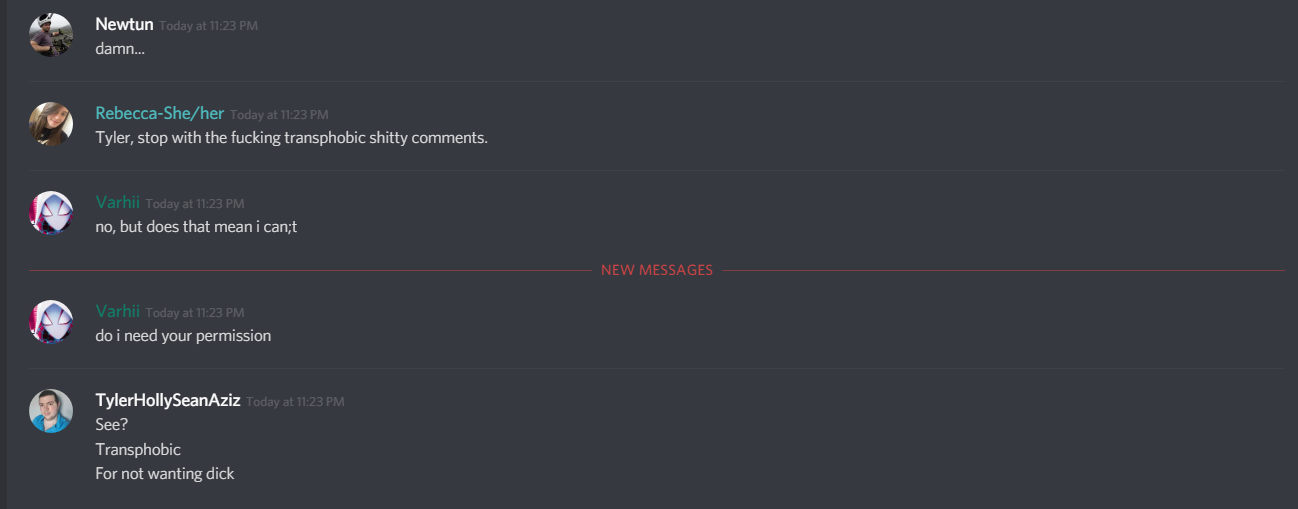 Newtun Today at 11:23 PM
damn...
Rebecca-She/her Today at 11:23 PM
Tyler, stop with the fucking transphobic shitty comments.
Varhii Today at 11:23 PM
no, but does that mean i can;t
NEW MESSAGES
Varhii Today at 11:23 PM
do i need your permission
TylerHollySeanAziz Today at 11:23 PM
See?
Transphobic
For not wanting dick